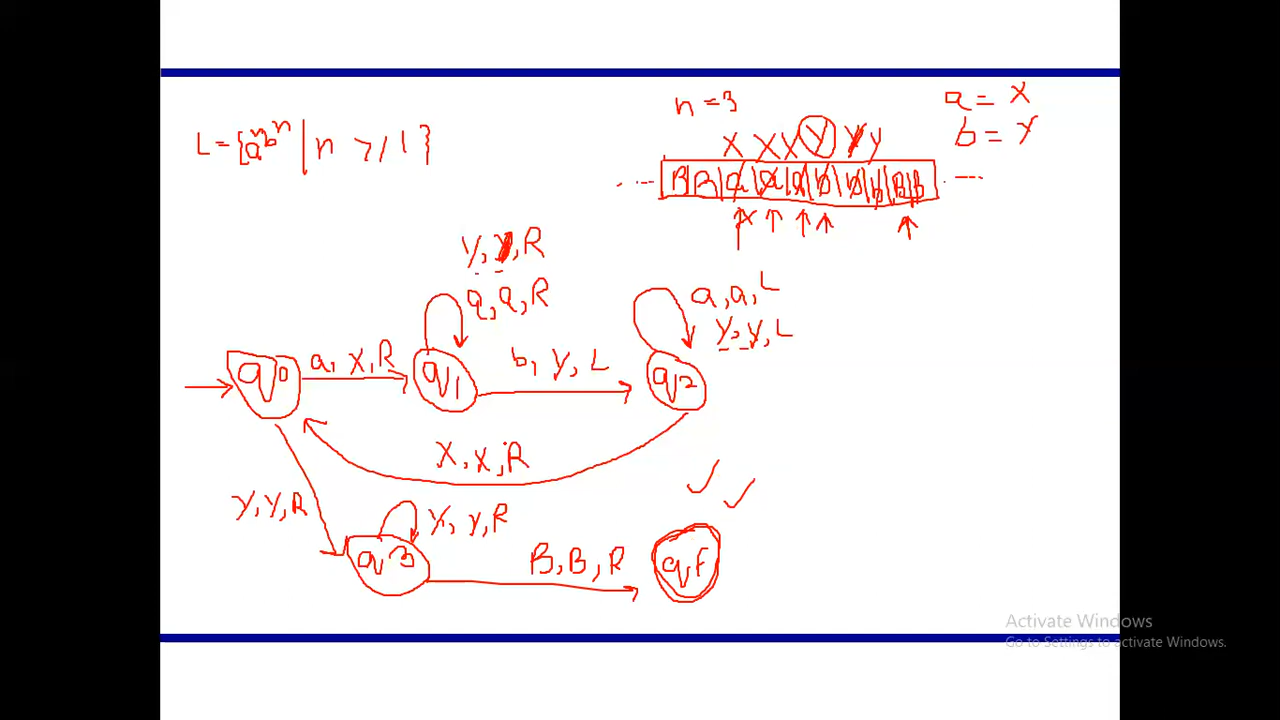 L = {aⁿbⁿ | n >/ 1}
n = 3
a = X
b = Y
X X X Y Y Y
... B B a a a b b b B B ...
X
Y, Y, R
a, a, R
a, a, L
Y, Y, L
q0
a, X, R
q1
b, Y, L
q2
X, X, R
Y, Y, R
q3
Y, Y, R
B, B, R
qf
Activate Windows
Go to Settings to activate Windows.